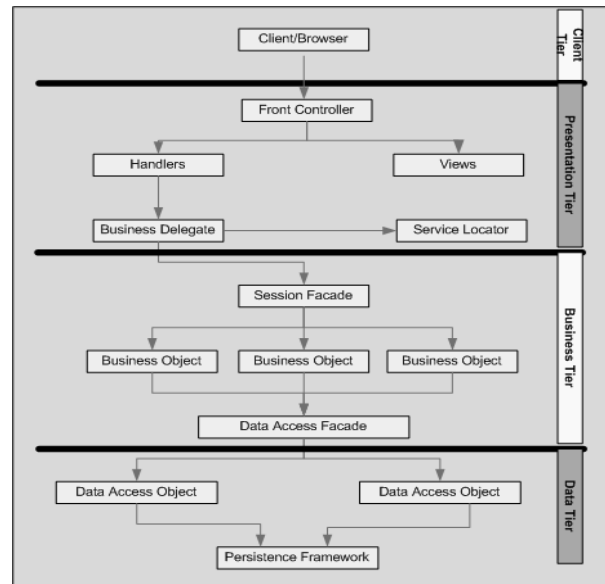 Client/Browser
Client
Tier
Front Controller
Handlers
Views
Business Delegate
Service Locator
Presentation Tier
Session Facade
Business Object
Business Object
Business Object
Data Access Facade
Business Tier
Data Access Object
Data Access Object
Persistence Framework
Data Tier